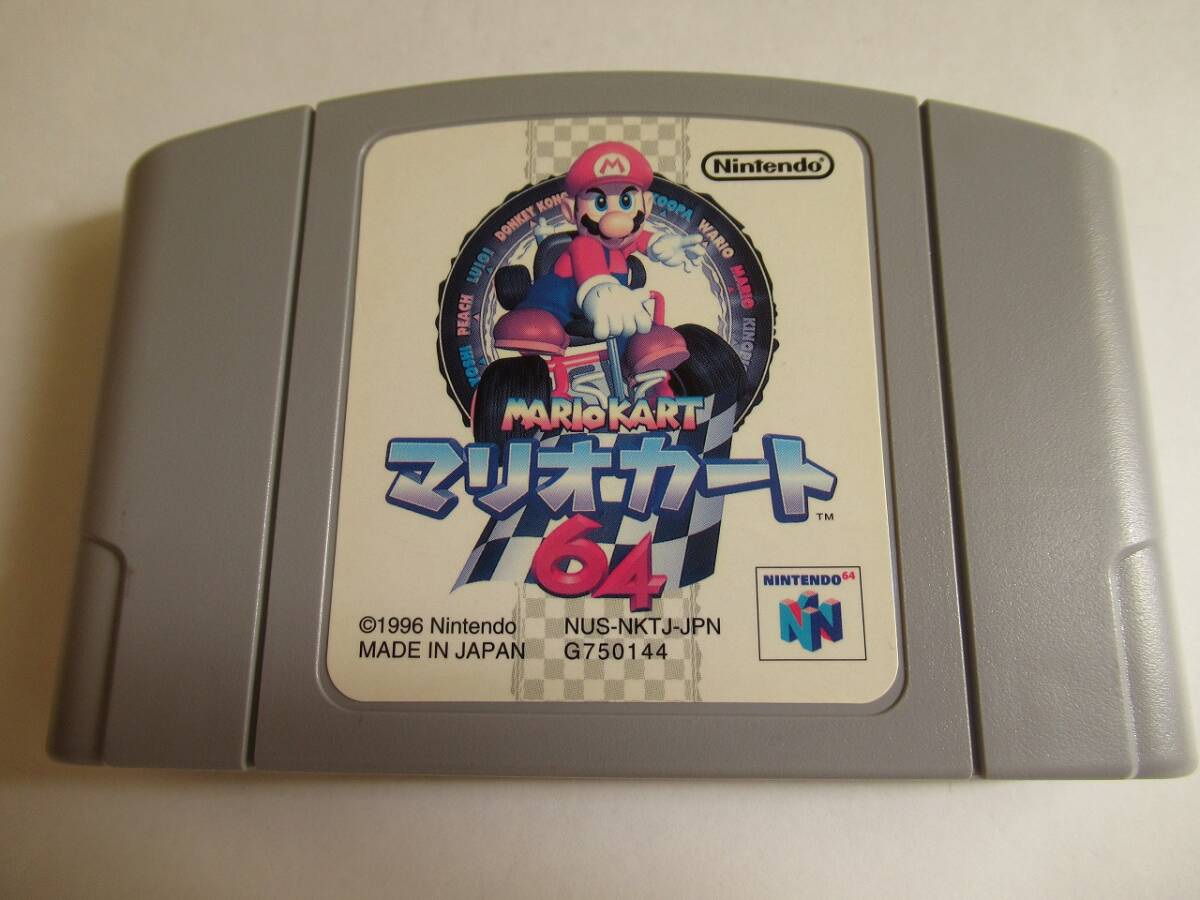 Nintendo
M
YOSHI PEACH LUIGI DONKEY KONG KOOPA WARIO MARIO
MARIO KART
マリオカート
TM
64
©1996 Nintendo NUS-NKTJ-JPN
MADE IN JAPAN G750144
NINTENDO64